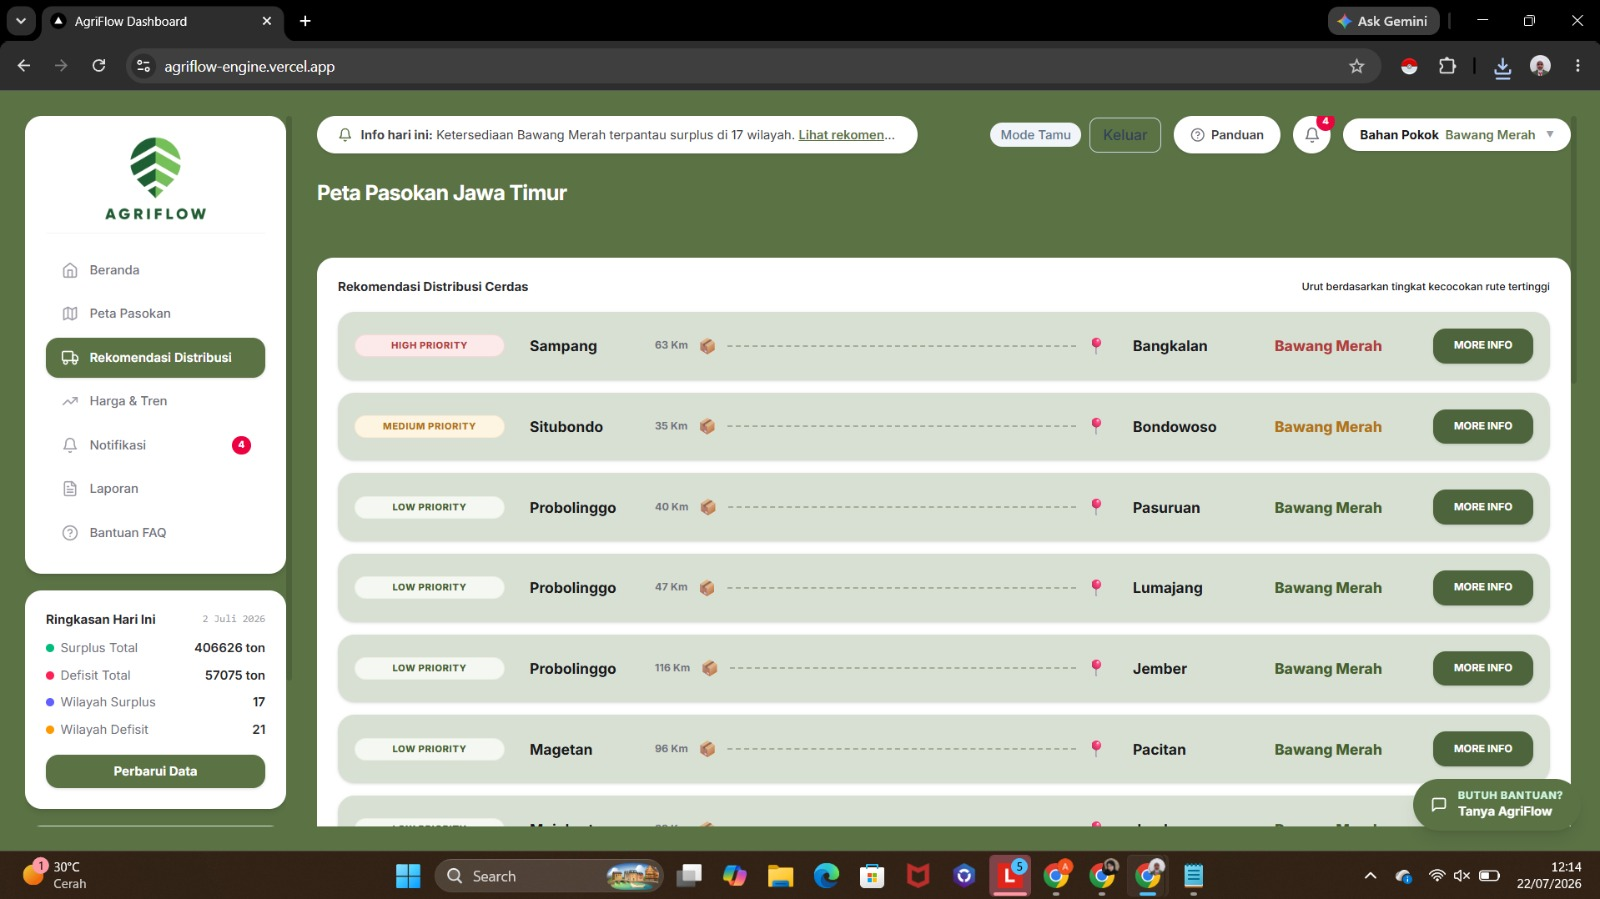 AgriFlow Dashboard
Ask Gemini
agriflow-engine.vercel.app
AGRIFLOW
Beranda
Peta Pasokan
Rekomendasi Distribusi
Harga & Tren
Notifikasi 4
Laporan
Bantuan FAQ
Ringkasan Hari Ini 2 Juli 2026
Surplus Total 406626 ton
Defisit Total 57075 ton
Wilayah Surplus 17
Wilayah Defisit 21
Perbarui Data
Info hari ini: Ketersediaan Bawang Merah terpantau surplus di 17 wilayah. Lihat rekomen...
Mode Tamu
Keluar
Panduan
4
Bahan Pokok Bawang Merah
Peta Pasokan Jawa Timur
Rekomendasi Distribusi Cerdas
Urut berdasarkan tingkat kecocokan rute tertinggi
HIGH PRIORITY Sampang 63 Km Bangkalan Bawang Merah MORE INFO
MEDIUM PRIORITY Situbondo 35 Km Bondowoso Bawang Merah MORE INFO
LOW PRIORITY Probolinggo 40 Km Pasuruan Bawang Merah MORE INFO
LOW PRIORITY Probolinggo 47 Km Lumajang Bawang Merah MORE INFO
LOW PRIORITY Probolinggo 116 Km Jember Bawang Merah MORE INFO
LOW PRIORITY Magetan 96 Km Pacitan Bawang Merah MORE INFO
BUTUH BANTUAN?
Tanya AgriFlow
1
30°C
Cerah
Search
L
5
A
12:14
22/07/2026